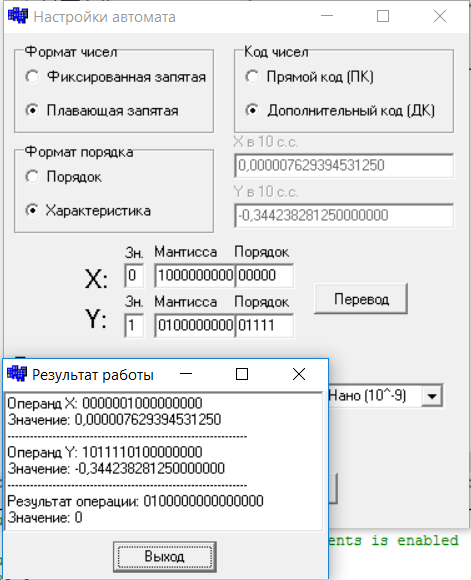 Настройки автомата
Формат чисел
Фиксированная запятая
Плавающая запятая
Код чисел
Прямой код (ПК)
Дополнительный код (ДК)
Формат порядка
Порядок
Характеристика
X в 10 с.с.
0,000007629394531250
Y в 10 с.с.
-0,344238281250000000
Зн. Мантисса Порядок
X: 0 1000000000 00000
Зн. Мантисса Порядок
Y: 1 0100000000 01111
Перевод
Нано (10^-9)
Результат работы
Операнд X: 0000001000000000
Значение: 0,000007629394531250
Операнд Y: 1011110100000000
Значение: -0,344238281250000000
Результат операции: 0100000000000000
Значение: 0
Выход
ents is enabled